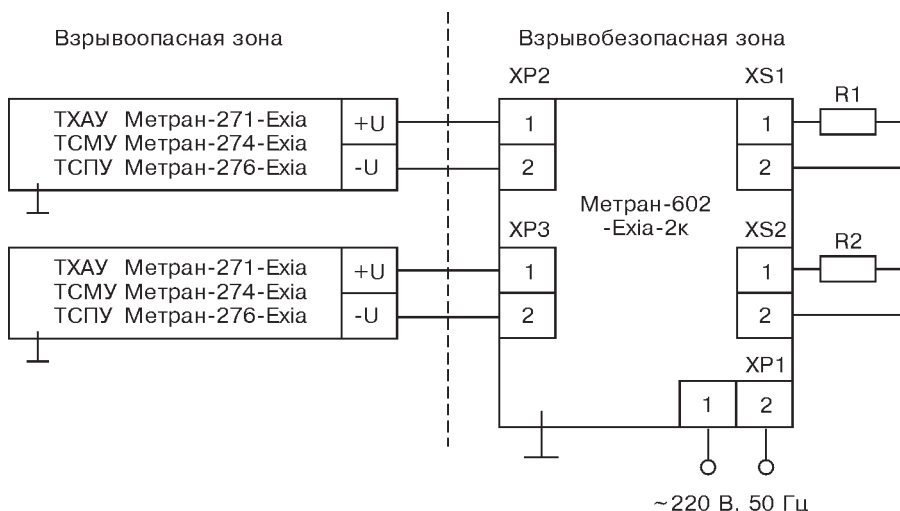 Взрывоопасная зона
Взрывобезопасная зона
XP2
XS1
R1
ТХАУ Метран-271-Exia
ТСМУ Метран-274-Exia
ТСПУ Метран-276-Exia
+U
-U
1
2
1
2
Метран-602
-Exia-2к
XP3
XS2
R2
ТХАУ Метран-271-Exia
ТСМУ Метран-274-Exia
ТСПУ Метран-276-Exia
+U
-U
1
2
1
2
XP1
1
2
~220 В. 50 Гц